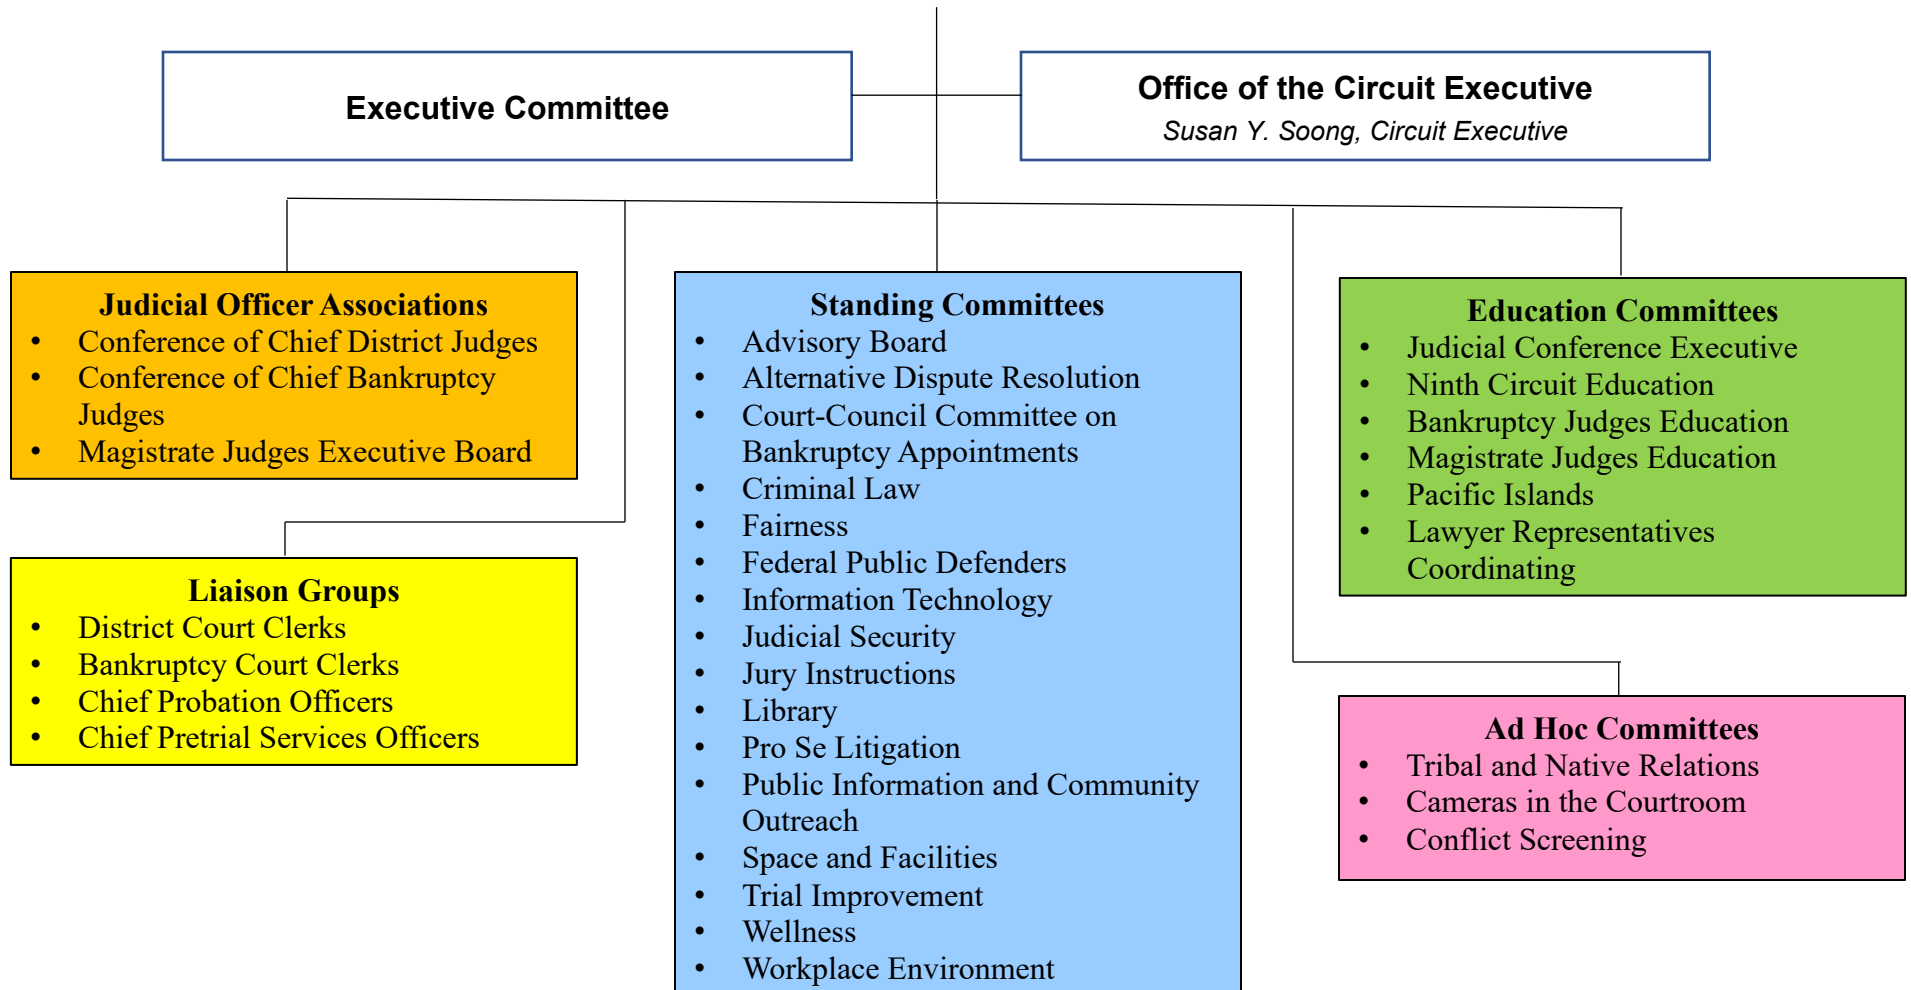 Executive Committee
Office of the Circuit Executive
Susan Y. Soong, Circuit Executive
Judicial Officer Associations
• Conference of Chief District Judges
• Conference of Chief Bankruptcy
Judges
• Magistrate Judges Executive Board
Liaison Groups
• District Court Clerks
• Bankruptcy Court Clerks
• Chief Probation Officers
• Chief Pretrial Services Officers
Standing Committees
• Advisory Board
• Alternative Dispute Resolution
• Court-Council Committee on
Bankruptcy Appointments
• Criminal Law
• Fairness
• Federal Public Defenders
• Information Technology
• Judicial Security
• Jury Instructions
• Library
• Pro Se Litigation
• Public Information and Community
Outreach
• Space and Facilities
• Trial Improvement
• Wellness
• Workplace Environment
Education Committees
• Judicial Conference Executive
• Ninth Circuit Education
• Bankruptcy Judges Education
• Magistrate Judges Education
• Pacific Islands
• Lawyer Representatives
Coordinating
Ad Hoc Committees
• Tribal and Native Relations
• Cameras in the Courtroom
• Conflict Screening